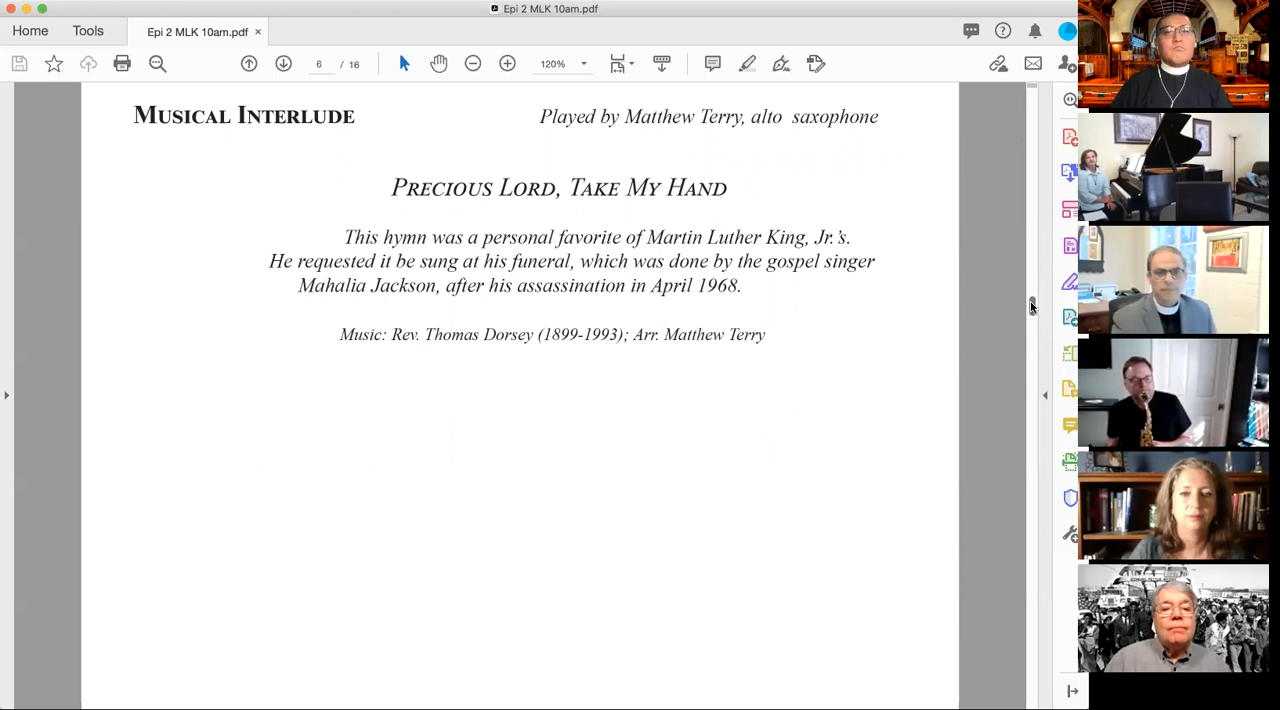 Epi 2 MLK 10am.pdf
Home Tools Epi 2 MLK 10am.pdf ×
6 / 16 120%
Musical Interlude Played by Matthew Terry, alto saxophone
Precious Lord, Take My Hand
This hymn was a personal favorite of Martin Luther King, Jr.'s.
He requested it be sung at his funeral, which was done by the gospel singer
Mahalia Jackson, after his assassination in April 1968.
Music: Rev. Thomas Dorsey (1899-1993); Arr. Matthew Terry